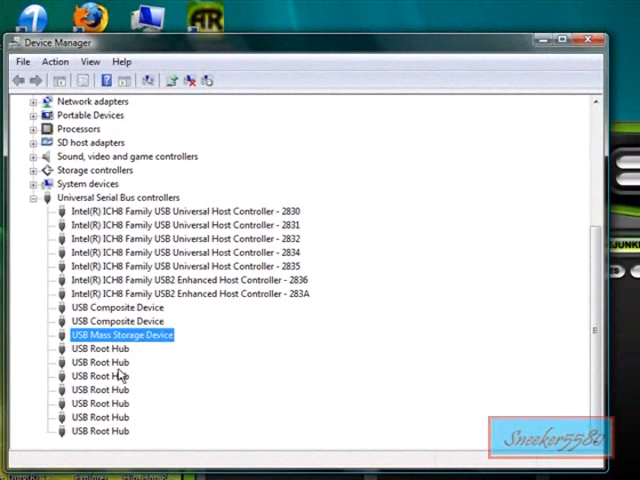 ATR
Device Manager
File Action View Help
Network adapters
Portable Devices
Processors
SD host adapters
Sound, video and game controllers
Storage controllers
System devices
Universal Serial Bus controllers
Intel(R) ICH8 Family USB Universal Host Controller - 2830
Intel(R) ICH8 Family USB Universal Host Controller - 2831
Intel(R) ICH8 Family USB Universal Host Controller - 2832
Intel(R) ICH8 Family USB Universal Host Controller - 2834
Intel(R) ICH8 Family USB Universal Host Controller - 2835
Intel(R) ICH8 Family USB2 Enhanced Host Controller - 2836
Intel(R) ICH8 Family USB2 Enhanced Host Controller - 283A
USB Composite Device
USB Composite Device
USB Mass Storage Device
USB Root Hub
USB Root Hub
USB Root Hub
USB Root Hub
USB Root Hub
USB Root Hub
USB Root Hub